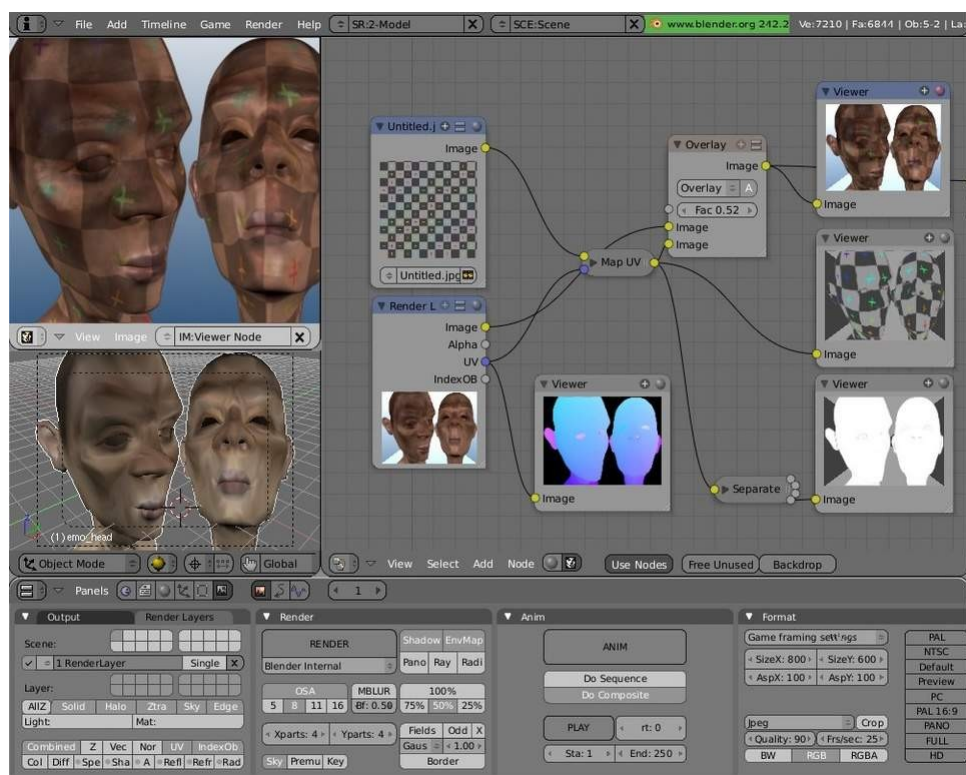 File Add Timeline Game Render Help SR:2-Model X SCE:Scene X www.blender.org 242.2 Ve:7210 | Fa:6844 | Ob:5-2 | La:
Untitled.j
Image
Untitled.jpg
Render L
Image
Alpha
UV
IndexOB
Map UV
Overlay
Image
Overlay A
Fac 0.52
Image
Image
Viewer
Image
Viewer
Image
Viewer
Image
Viewer
Image
Separate
View Image IM:Viewer Node X
(1) emo_head
Object Mode Global
View Select Add Node Use Nodes Free Unused Backdrop
Panels 1
Output Render Layers
Scene:
1 RenderLayer Single X
Layer:
AllZ Solid Halo Ztra Sky Edge
Light: Mat:
Combined Z Vec Nor UV IndexOb
Col Diff Spe Sha A Refl Refr Rad
Render
RENDER
Blender Internal
Shadow EnvMap
Pano Ray Radi
OSA MBLUR 100%
5 8 11 16 Bf: 0.50 75% 50% 25%
Xparts: 4 Yparts: 4 Fields Odd X
Gaus 1.00
Sky Premu Key Border
Anim
ANIM
Do Sequence
Do Composite
PLAY rt: 0
Sta: 1 End: 250
Format
Game framing settings
SizeX: 800 SizeY: 600
AspX: 100 AspY: 100
Jpeg Crop
Quality: 90 Frs/sec: 25
BW RGB RGBA
PAL
NTSC
Default
Preview
PC
PAL 16:9
PANO
FULL
HD